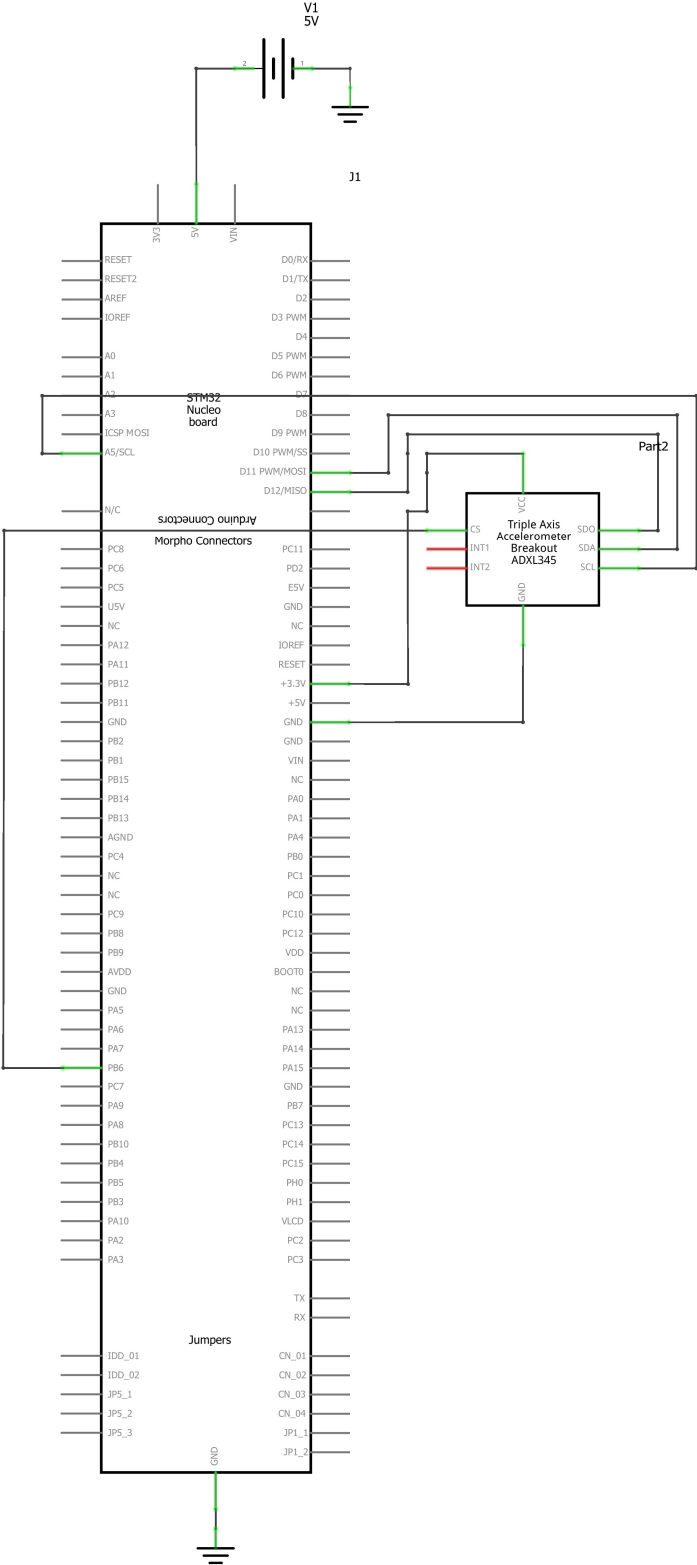 V1
5V
2
1
J1
3V3
5V
VIN
RESET
D0/RX
RESET2
D1/TX
AREF
D2
IOREF
D3 PWM
D4
A0
D5 PWM
A1
D6 PWM
A2
D7
STM32
Nucleo
board
A3
D8
ICSP MOSI
D9 PWM
A5/SCL
D10 PWM/SS
Part2
D11 PWM/MOSI
D12/MISO
N/C
Arduino Connectors
Morpho Connectors
VCC
CS
INT1
INT2
Triple Axis
Accelerometer
Breakout
ADXL345
SDO
SDA
SCL
GND
PC8
PC11
PC6
PD2
PC5
E5V
U5V
GND
NC
NC
PA12
IOREF
PA11
RESET
PB12
+3.3V
PB11
+5V
GND
GND
PB2
GND
PB1
VIN
PB15
NC
PB14
PA0
PB13
PA1
AGND
PA4
PC4
PB0
NC
PC1
NC
PC0
PC9
PC10
PB8
PC12
PB9
VDD
AVDD
BOOT0
GND
NC
PA5
NC
PA6
PA13
PA7
PA14
PB6
PA15
PC7
GND
PA9
PB7
PA8
PC13
PB10
PC14
PB4
PC15
PB5
PH0
PB3
PH1
PA10
VLCD
PA2
PC2
PA3
PC3
TX
RX
Jumpers
IDD_01
CN_01
IDD_02
CN_02
JP5_1
CN_03
JP5_2
CN_04
JP5_3
JP1_1
JP1_2
GND